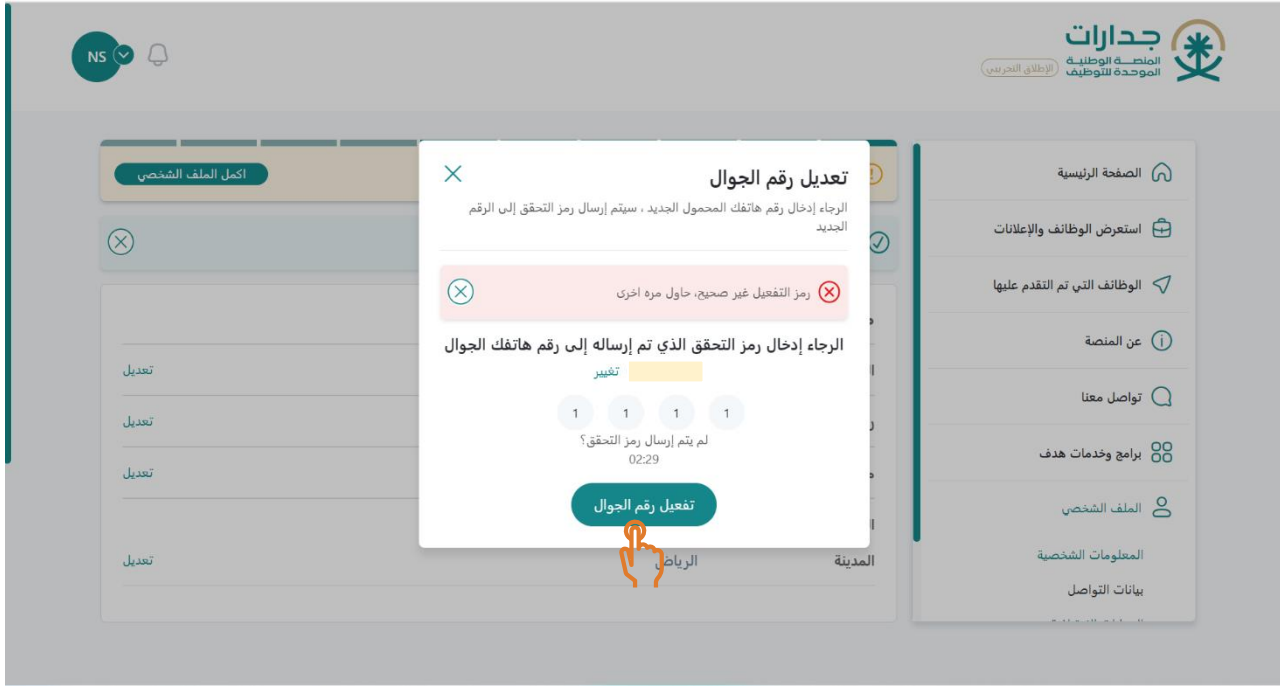 جدارات
المنصة الوطنية
الموحدة للتوظيف
الإطلاق التجريبي
NS
الصفحة الرئيسية
استعرض الوظائف والإعلانات
الوظائف التي تم التقدم عليها
عن المنصة
تواصل معنا
برامج وخدمات هدف
الملف الشخصي
المعلومات الشخصية
بيانات التواصل
اكمل الملف الشخصي
تعديل رقم الجوال
الرجاء إدخال رقم هاتفك المحمول الجديد ، سيتم إرسال رمز التحقق إلى الرقم
الجديد
رمز التفعيل غير صحيح، حاول مره اخرى
الرجاء إدخال رمز التحقق الذي تم إرساله إلى رقم هاتفك الجوال
تغيير
1 1 1 1
لم يتم إرسال رمز التحقق؟
02:29
تفعيل رقم الجوال
تعديل
تعديل
تعديل
المدينة الرياض تعديل